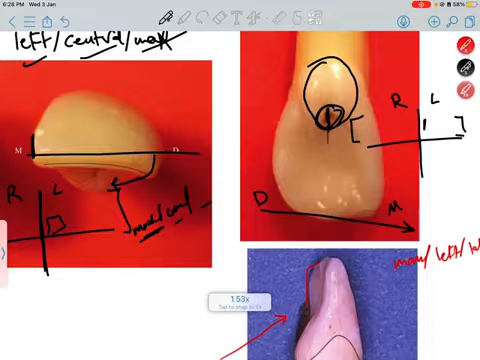 6:28 PM Wed 3 Jan
58%
left/central/max
M D
R L
R L
D M
max/cent
1.53x
Tap to snap to fit
max/left/